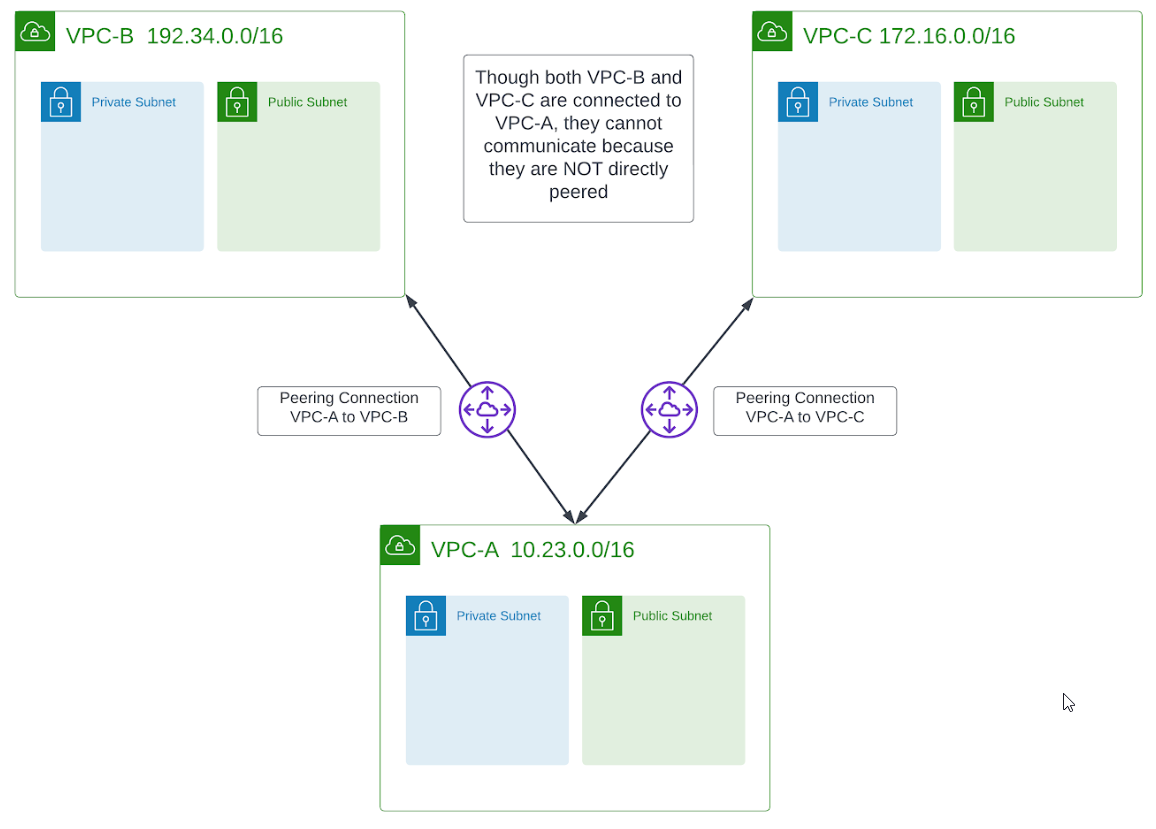 VPC-B  192.34.0.0/16
Private Subnet
Public Subnet
Though both VPC-B and
VPC-C are connected to
VPC-A, they cannot
communicate because
they are NOT directly
peered
VPC-C 172.16.0.0/16
Private Subnet
Public Subnet
Peering Connection
VPC-A to VPC-B
Peering Connection
VPC-A to VPC-C
VPC-A  10.23.0.0/16
Private Subnet
Public Subnet